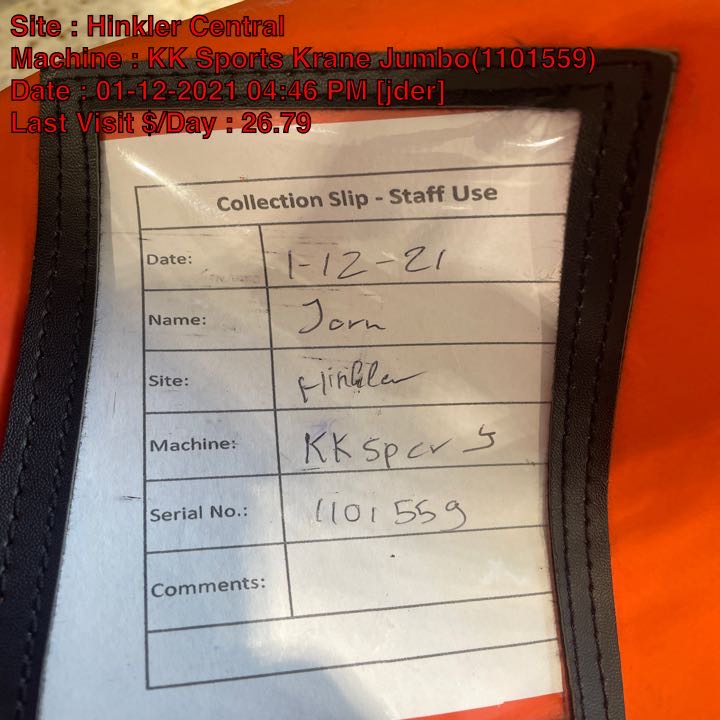 Site : Hinkler Central
Machine : KK Sports Krane Jumbo(1101559)
Date : 01-12-2021 04:46 PM [jder]
Last Visit $/Day : 26.79
Collection Slip - Staff Use
Date: 1-12-21
Name: Jorn
Site: Hinkler
Machine: KK Sports
Serial No.: 1101559
Comments: